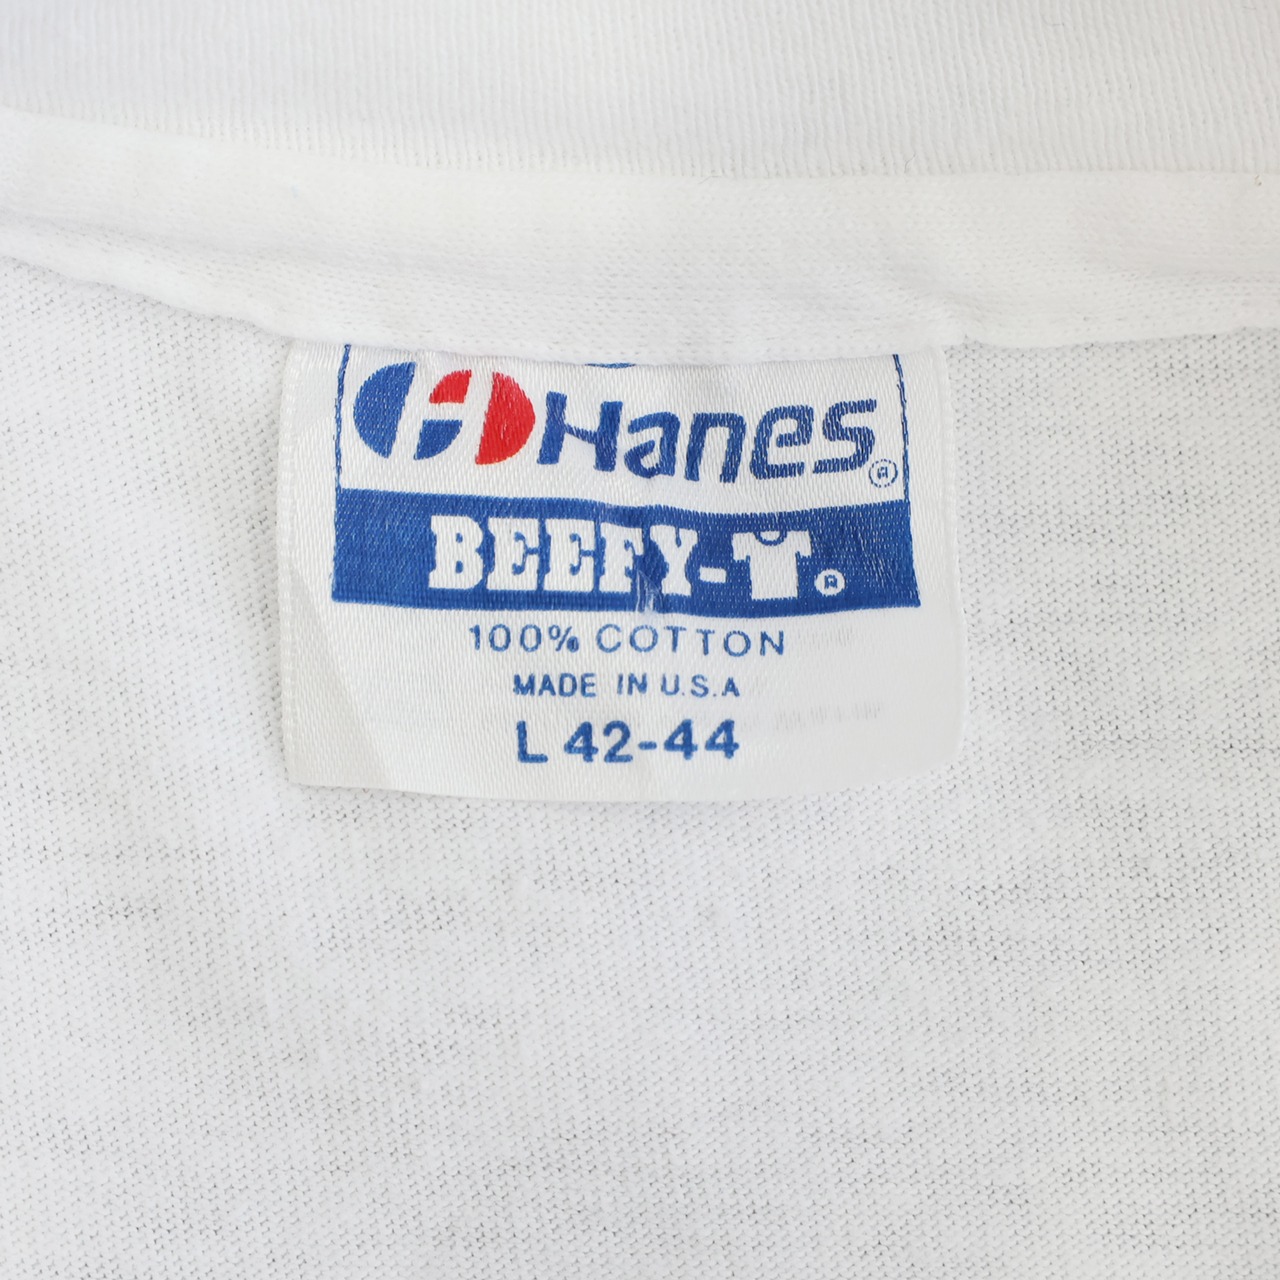 Hanes®
BEEFY-T®
100% COTTON
MADE IN U.S.A
L 42-44